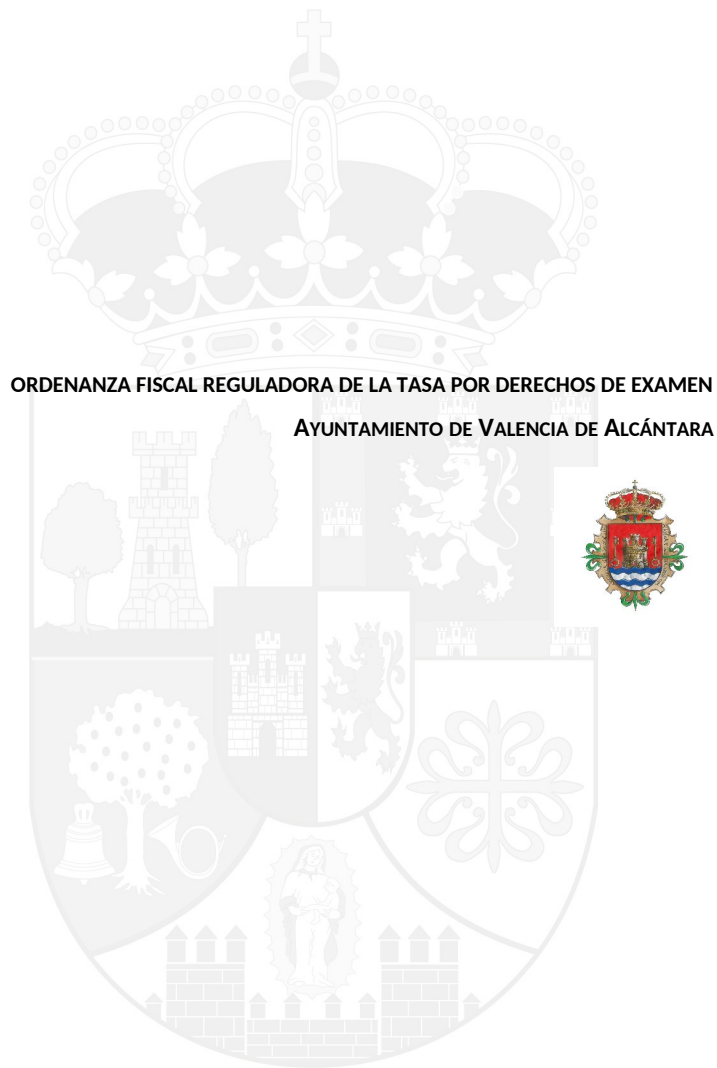 ORDENANZA FISCAL REGULADORA DE LA TASA POR DERECHOS DE EXAMEN
AYUNTAMIENTO DE VALENCIA DE ALCÁNTARA